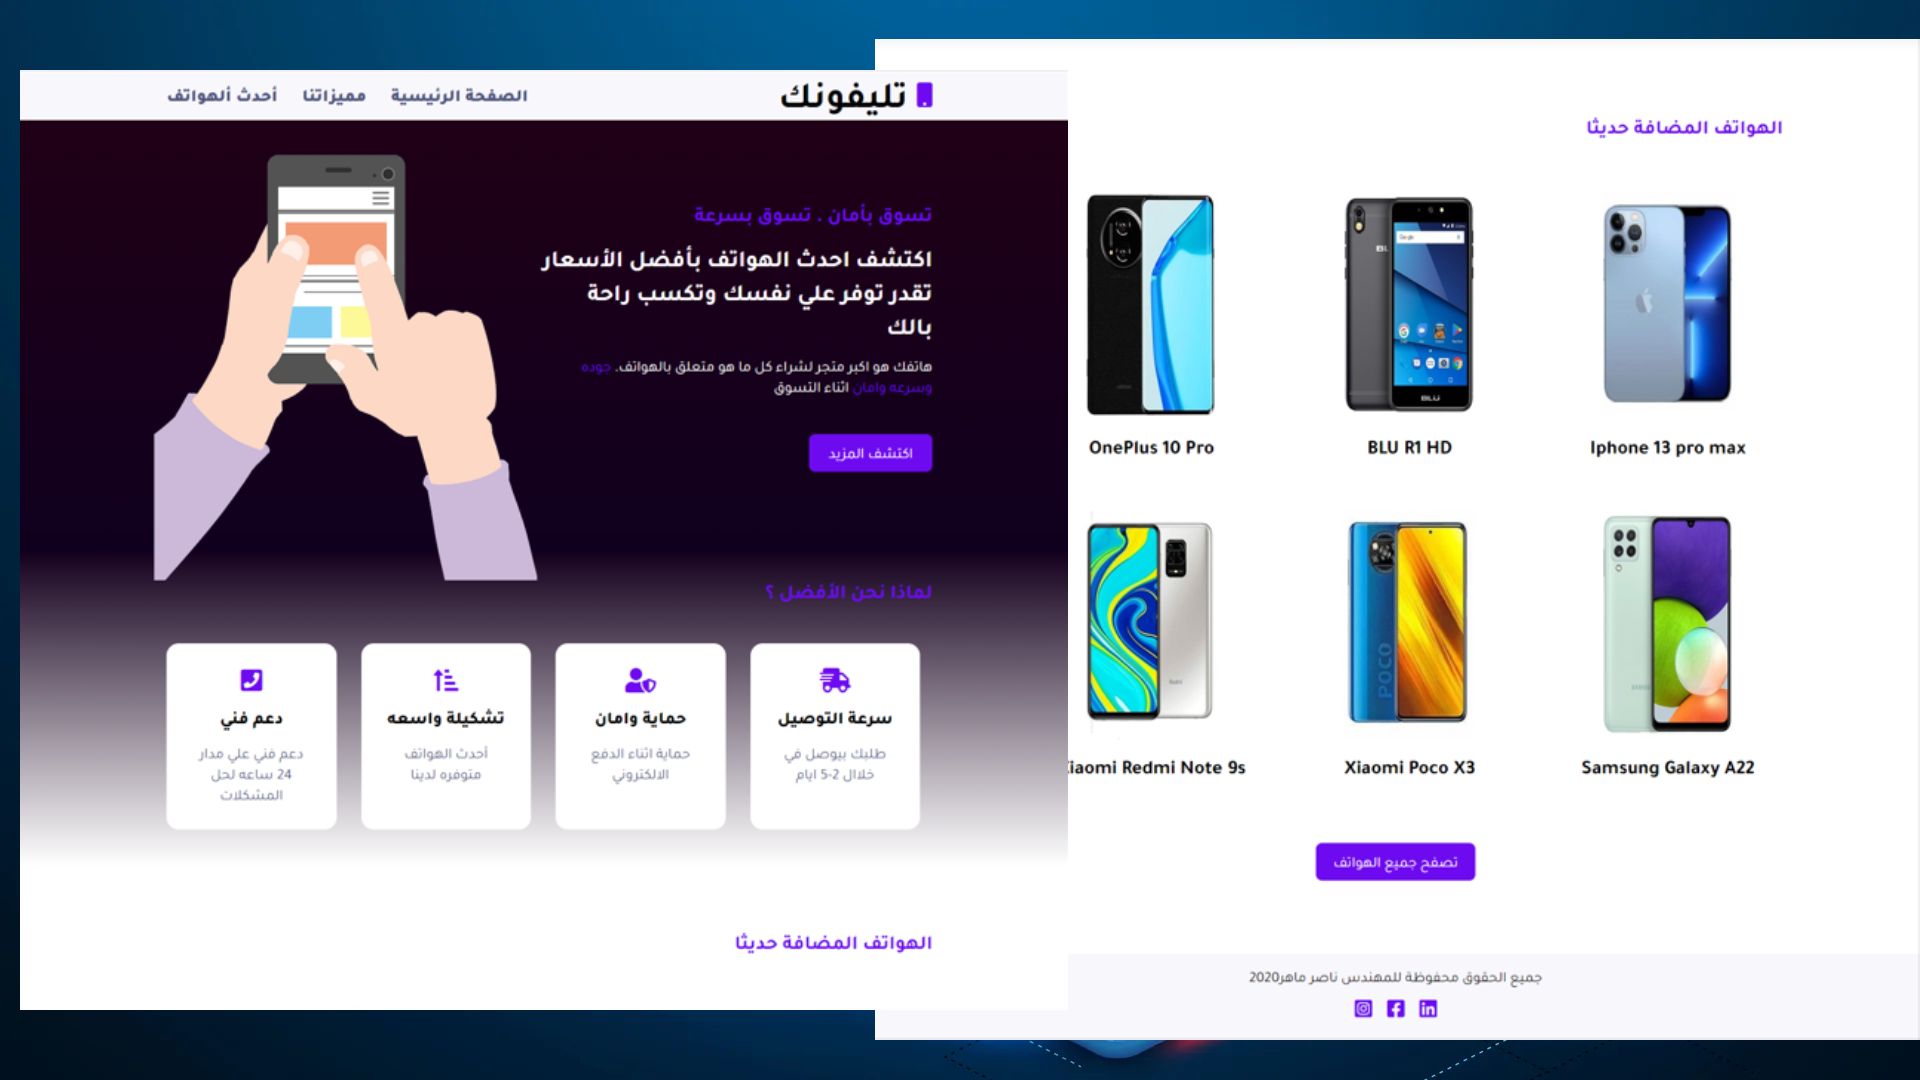 تليفونك
الصفحة الرئيسية
مميزاتنا
أحدث ألهواتف
تسوق بأمان . تسوق بسرعة
اكتشف احدث الهواتف بأفضل الأسعار
تقدر توفر علي نفسك وتكسب راحة
بالك
هاتفك هو اكبر متجر لشراء كل ما هو متعلق بالهواتف. جوده
وسرعه وامان اثناء التسوق
اكتشف المزيد
لماذا نحن الأفضل ؟
سرعة التوصيل
طلبك بيوصل في
خلال 2-5 ايام
حماية وامان
حماية اثناء الدفع
الالكتروني
تشكيلة واسعه
أحدث الهواتف
متوفره لدينا
دعم فني
دعم فني علي مدار
24 ساعه لحل
المشكلات
الهواتف المضافة حديثا
الهواتف المضافة حديثا
Iphone 13 pro max
BLU R1 HD
OnePlus 10 Pro
BLU
POCO
Samsung Galaxy A22
Xiaomi Poco X3
iaomi Redmi Note 9s
تصفح جميع الهواتف
جميع الحقوق محفوظة للمهندس ناصر ماهر2020